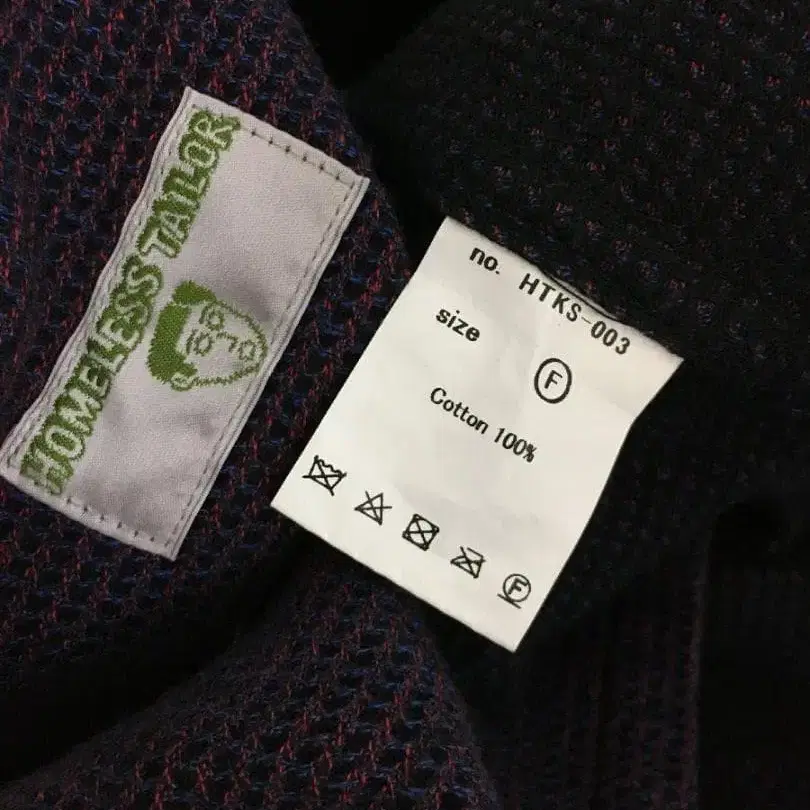 HOMELESS TAILOR
no. HTKS-003
size
F
Cotton 100%
F